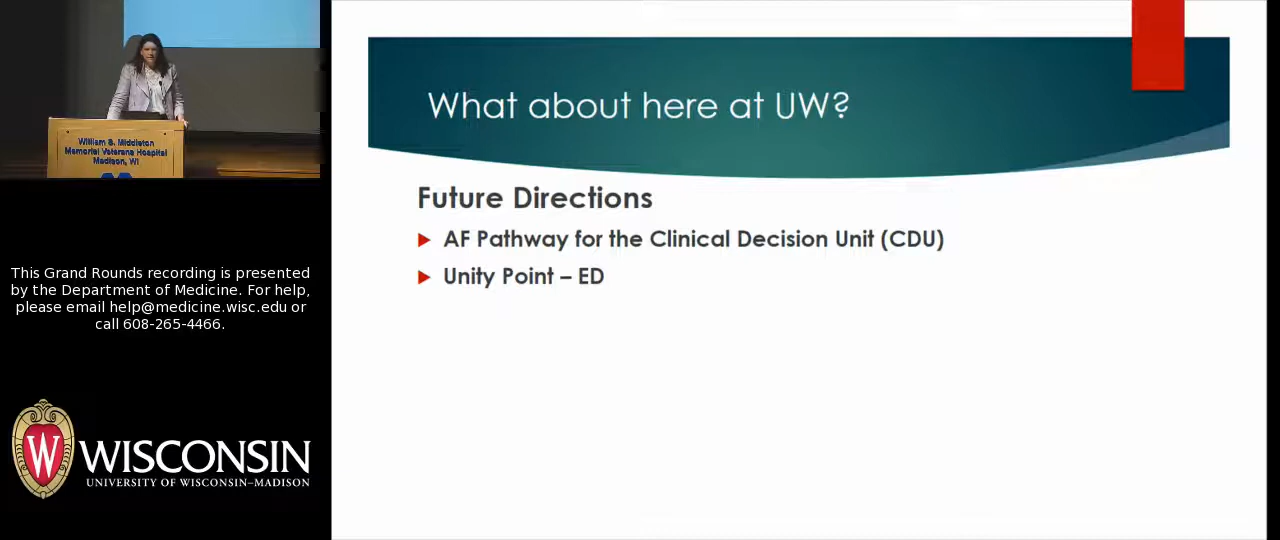 William S. Middleton
Memorial Veterans Hospital
Madison, WI
This Grand Rounds recording is presented
by the Department of Medicine. For help,
please email help@medicine.wisc.edu or
call 608-265-4466.
W
WISCONSIN
UNIVERSITY OF WISCONSIN–MADISON
What about here at UW?
Future Directions
AF Pathway for the Clinical Decision Unit (CDU)
Unity Point – ED